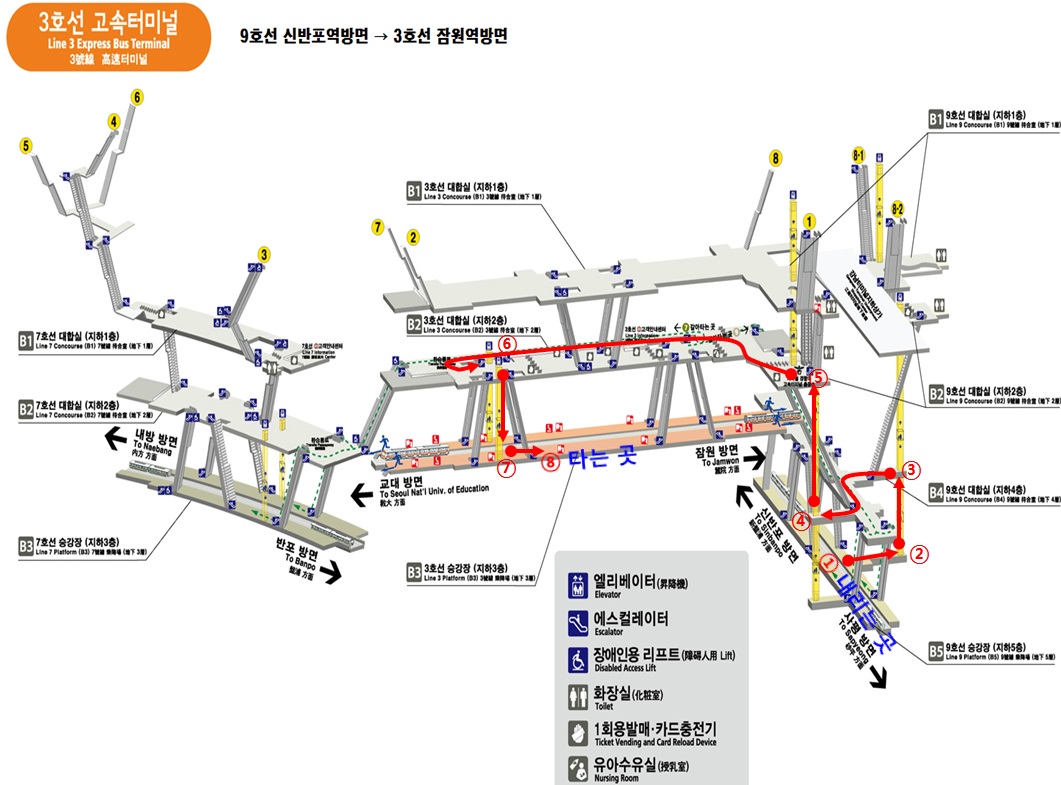 3호선 고속터미널
Line 3 Express Bus Terminal
3號線 高速터미널
9호선 신반포역방면 → 3호선 잠원역방면
6
4
5
3
7
2
8
1
8-1
8-2
B1 9호선 대합실 (지하1층)
Line 9 Concourse (B1) 9號線 待合室 (地下 1層)
B1 3호선 대합실 (지하1층)
Line 3 Concourse (B1) 3號線 待合室 (地下 1層)
B2 3호선 대합실 (지하2층)
Line 3 Concourse (B2) 3號線 待合室 (地下 2層)
B1 7호선 대합실 (지하1층)
Line 7 Concourse (B1) 7號線 待合室 (地下 1層)
7호선 고객안내센터
Line 7 Information Center
B2 7호선 대합실 (지하2층)
Line 7 Concourse (B2) 7號線 待合室 (地下 2層)
B2 9호선 대합실 (지하2층)
Line 9 Concourse (B2) 9號線 待合室 (地下 2層)
내방 방면
To Naebang
內方 方面
교대 방면
To Seoul Nat'l Univ. of Education
敎大 方面
잠원 방면
To Jamwon
蠶院 方面
B4 9호선 대합실 (지하4층)
Line 9 Concourse (B4) 9號線 待合室 (地下 4層)
신반포 방면
To Sinbanpo
新盤浦 方面
B3 7호선 승강장 (지하3층)
Line 7 Platform (B3) 7號線 乘降場 (地下 3層)
반포 방면
To Banpo
盤浦 方面
B3 3호선 승강장 (지하3층)
Line 3 Platform (B3) 3號線 乘降場 (地下 3層)
사평 방면
To Sapyeong
砂平 方面
B5 9호선 승강장 (지하5층)
Line 9 Platform (B5) 9號線 乘降場 (地下 5層)
① 내리는 곳
②
③
④
⑤
⑥
⑦
⑧ 타는 곳
엘리베이터(昇降機)
Elevator
에스컬레이터
Escalator
장애인용 리프트(障碍人用 Lift)
Disabled Access Lift
화장실(化粧室)
Toilet
1회용발매·카드충전기
Ticket Vending and Card Reload Device
유아수유실(授乳室)
Nursing Room